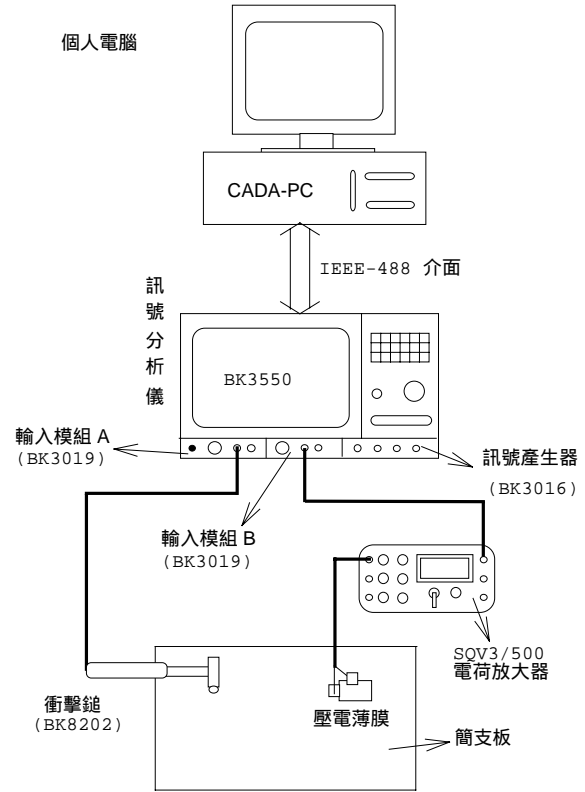 個人電腦
CADA-PC
IEEE-488 介面
訊號分析儀
BK3550
輸入模組 A
(BK3019)
訊號產生器
(BK3016)
輸入模組 B
(BK3019)
SQV3/500
電荷放大器
衝擊鎚
(BK8202)
壓電薄膜
簡支板